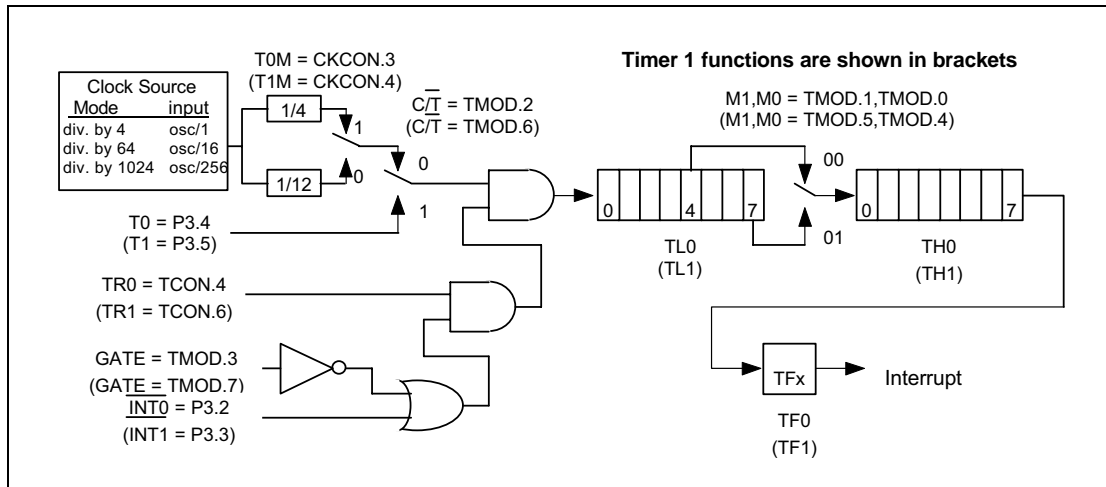 Timer 1 functions are shown in brackets
T0M = CKCON.3
(T1M = CKCON.4)
Clock Source
Mode input
div. by 4 osc/1
div. by 64 osc/16
div. by 1024 osc/256
1/4
1/12
1
0
C/T = TMOD.2
(C/T = TMOD.6)
0
1
T0 = P3.4
(T1 = P3.5)
TR0 = TCON.4
(TR1 = TCON.6)
GATE = TMOD.3
(GATE = TMOD.7)
INT0 = P3.2
(INT1 = P3.3)
M1,M0 = TMOD.1,TMOD.0
(M1,M0 = TMOD.5,TMOD.4)
00
01
0 4 7
TL0
(TL1)
0 7
TH0
(TH1)
TFx
Interrupt
TF0
(TF1)